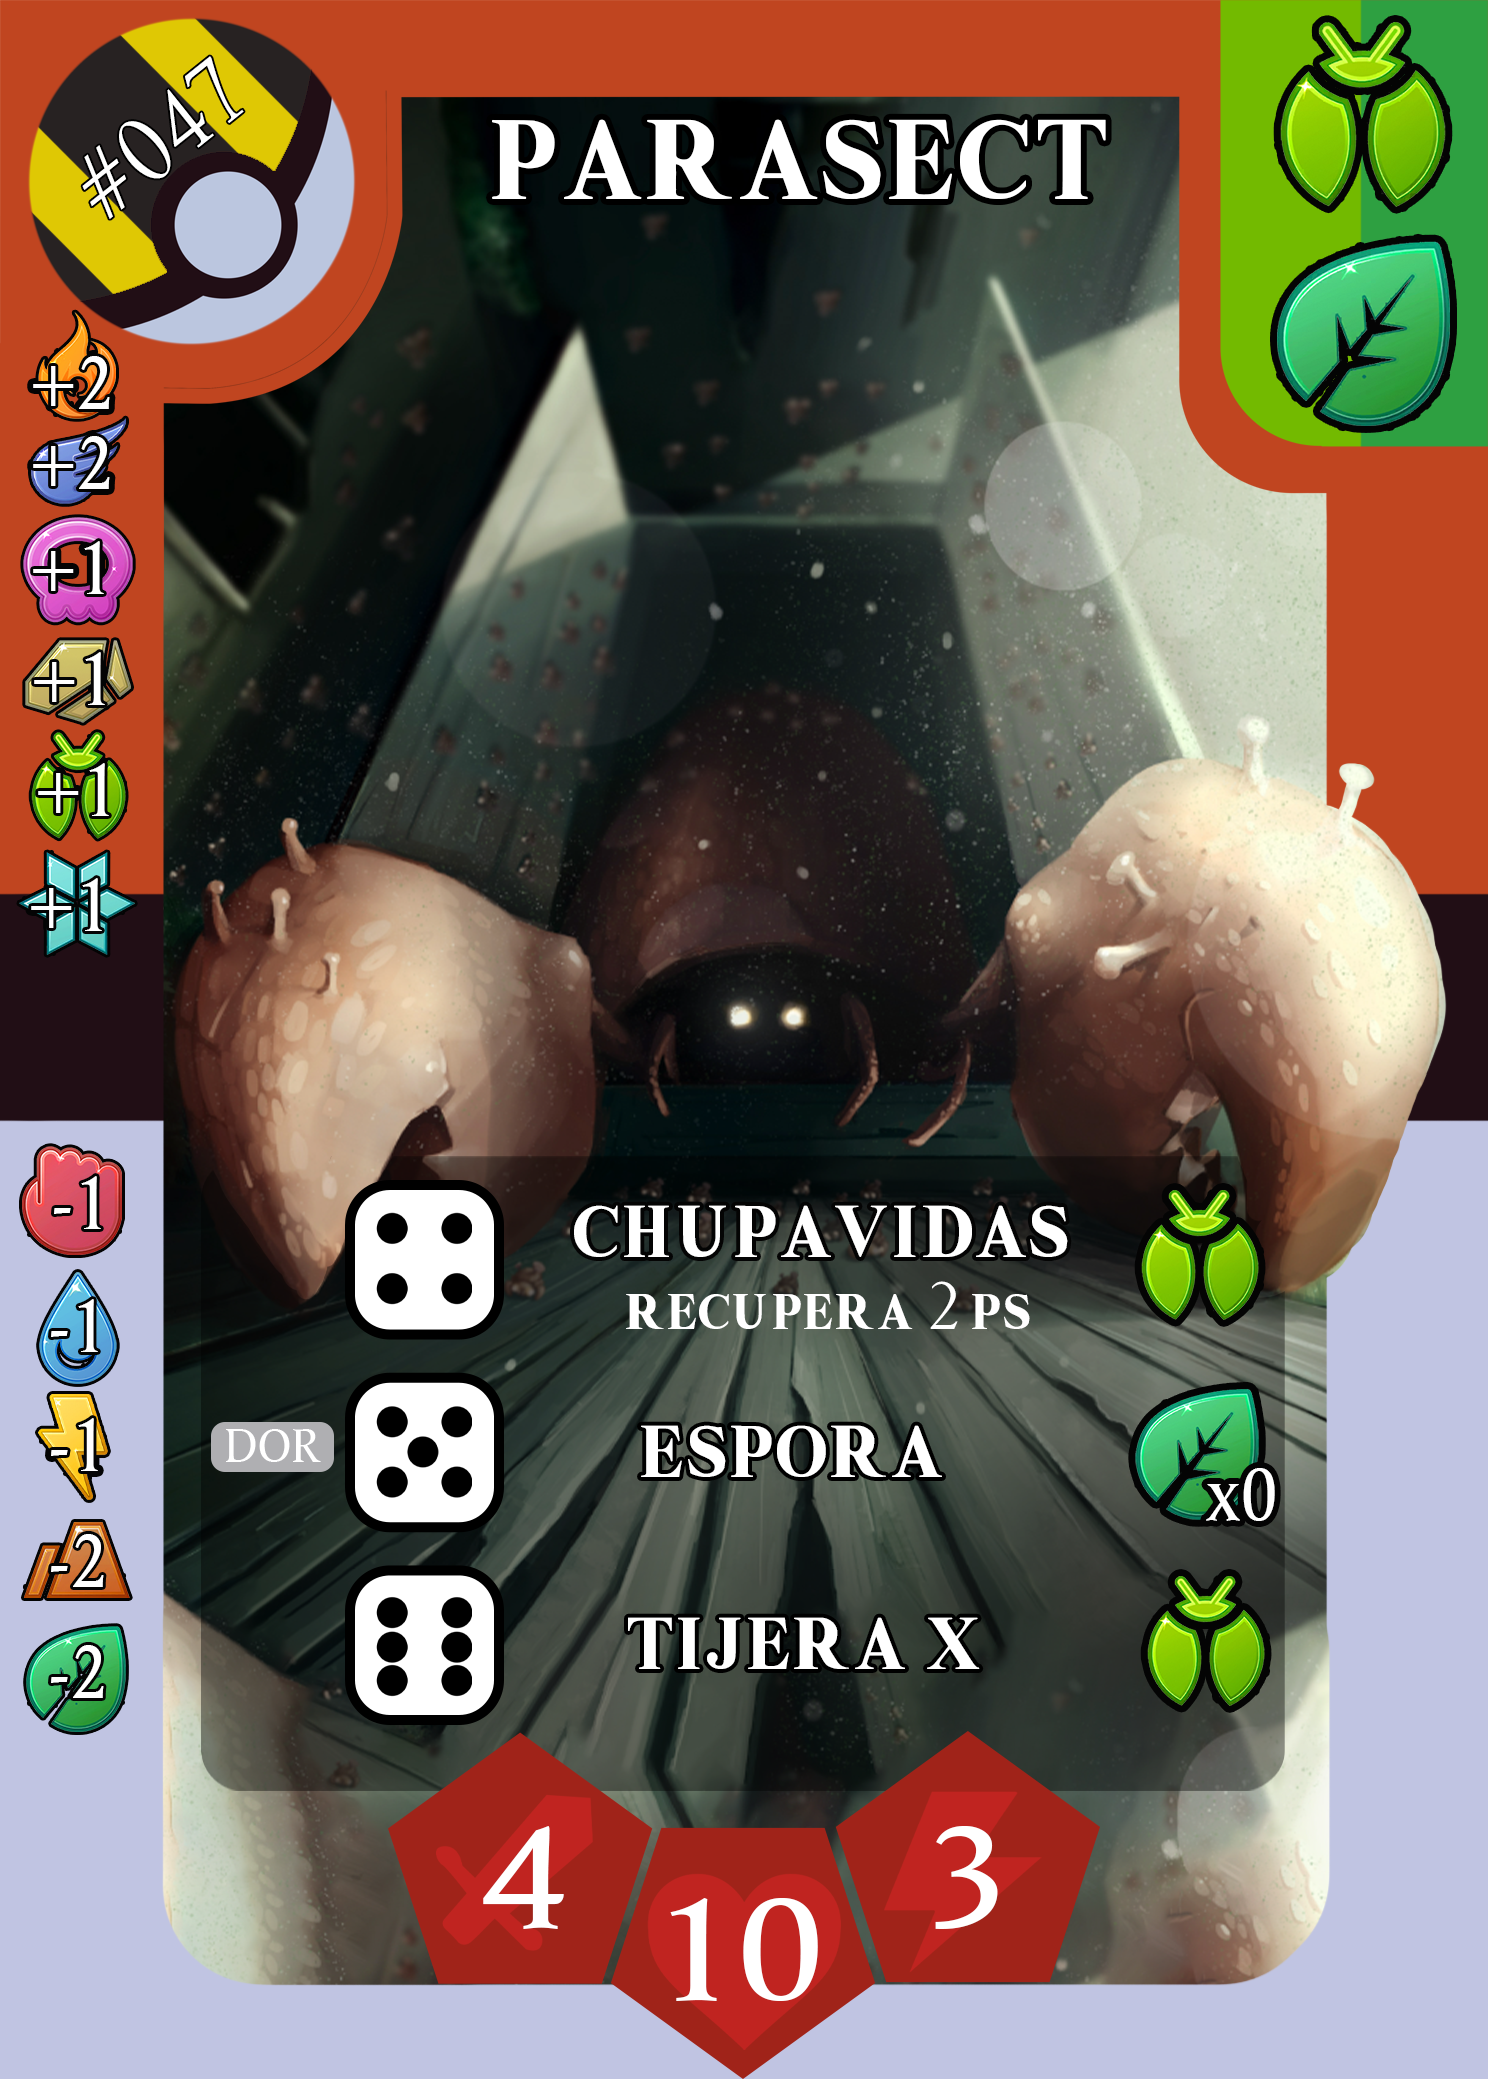 #047
PARASECT
+2
+2
+1
+1
+1
+1
-1
-1
-1
-2
-2
CHUPAVIDAS
RECUPERA 2 PS
DOR
ESPORA
x0
TIJERA X
4
10
3